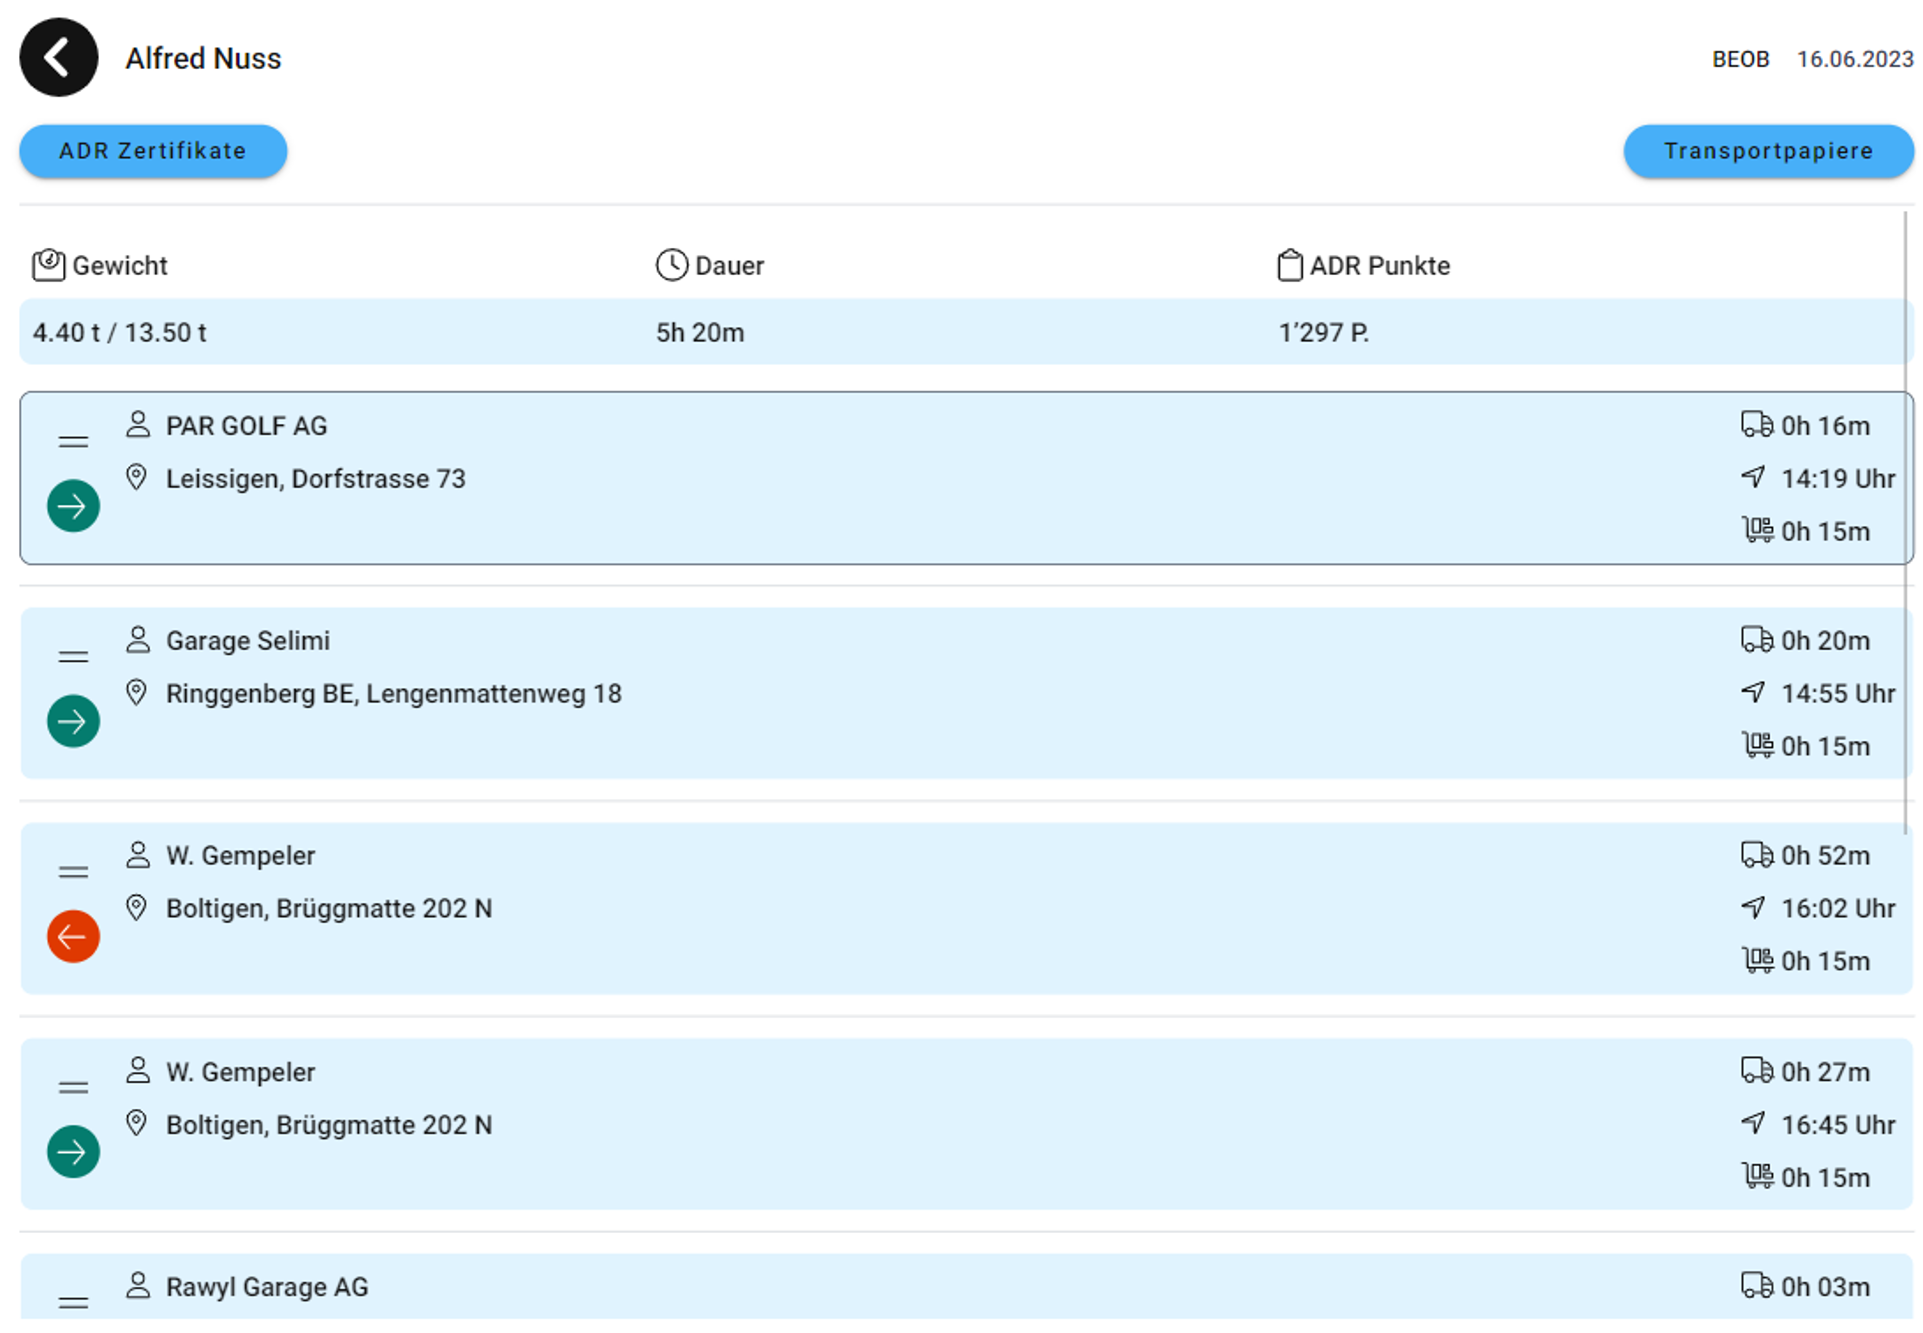 Alfred Nuss
BEOB 16.06.2023
ADR Zertifikate
Transportpapiere
Gewicht Dauer ADR Punkte
4.40 t / 13.50 t 5h 20m 1’297 P.
PAR GOLF AG 0h 16m
Leissigen, Dorfstrasse 73 14:19 Uhr
0h 15m
Garage Selimi 0h 20m
Ringgenberg BE, Lengenmattenweg 18 14:55 Uhr
0h 15m
W. Gempeler 0h 52m
Boltigen, Brüggmatte 202 N 16:02 Uhr
0h 15m
W. Gempeler 0h 27m
Boltigen, Brüggmatte 202 N 16:45 Uhr
0h 15m
Rawyl Garage AG 0h 03m